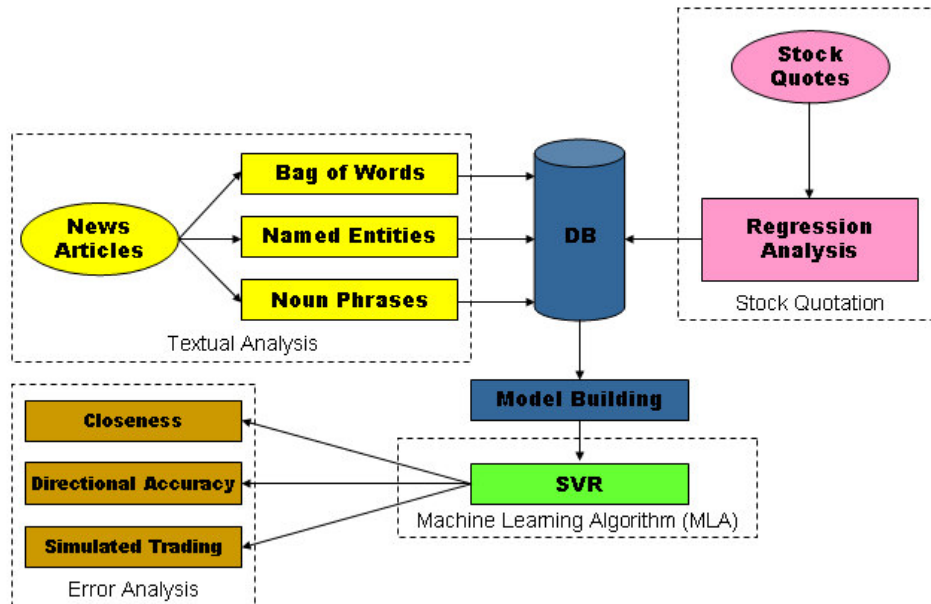 Stock
Quotes
Regression
Analysis
Stock Quotation
News
Articles
Bag of Words
Named Entities
Noun Phrases
Textual Analysis
DB
Model Building
SVR
Machine Learning Algorithm (MLA)
Closeness
Directional Accuracy
Simulated Trading
Error Analysis